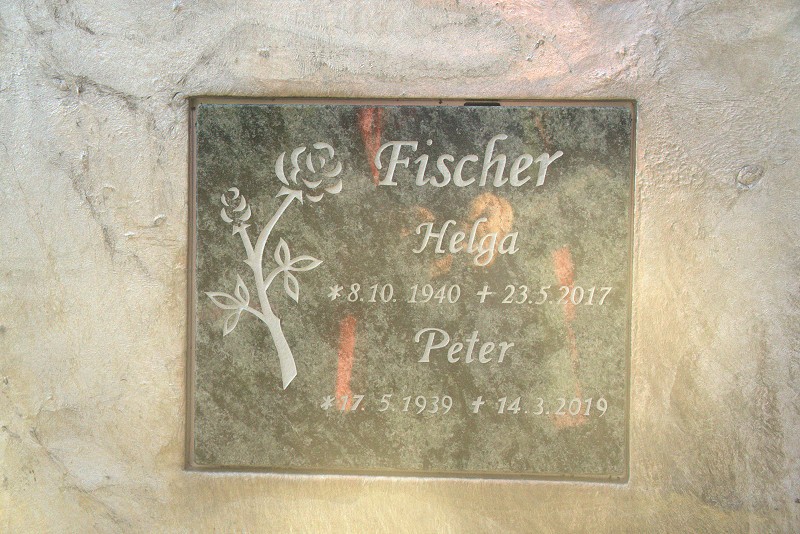 Fischer
Helga
*8.10. 1940 † 23.5.2017
Peter
*17. 5.1939 † 14.3.2019